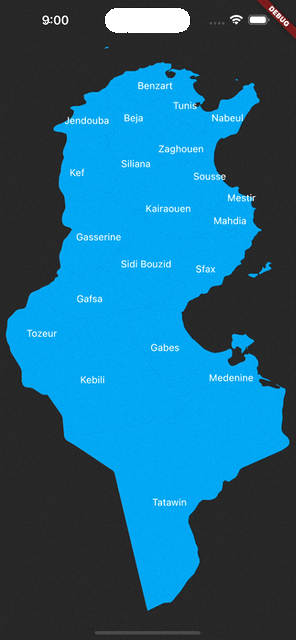 9:00
DEBUG
Benzart
Tunis
Jendouba
Beja
Nabeul
Zaghouen
Siliana
Kef
Sousse
Mestir
Kairaouen
Mahdia
Gasserine
Sidi Bouzid
Sfax
Gafsa
Tozeur
Gabes
Kebili
Medenine
Tatawin